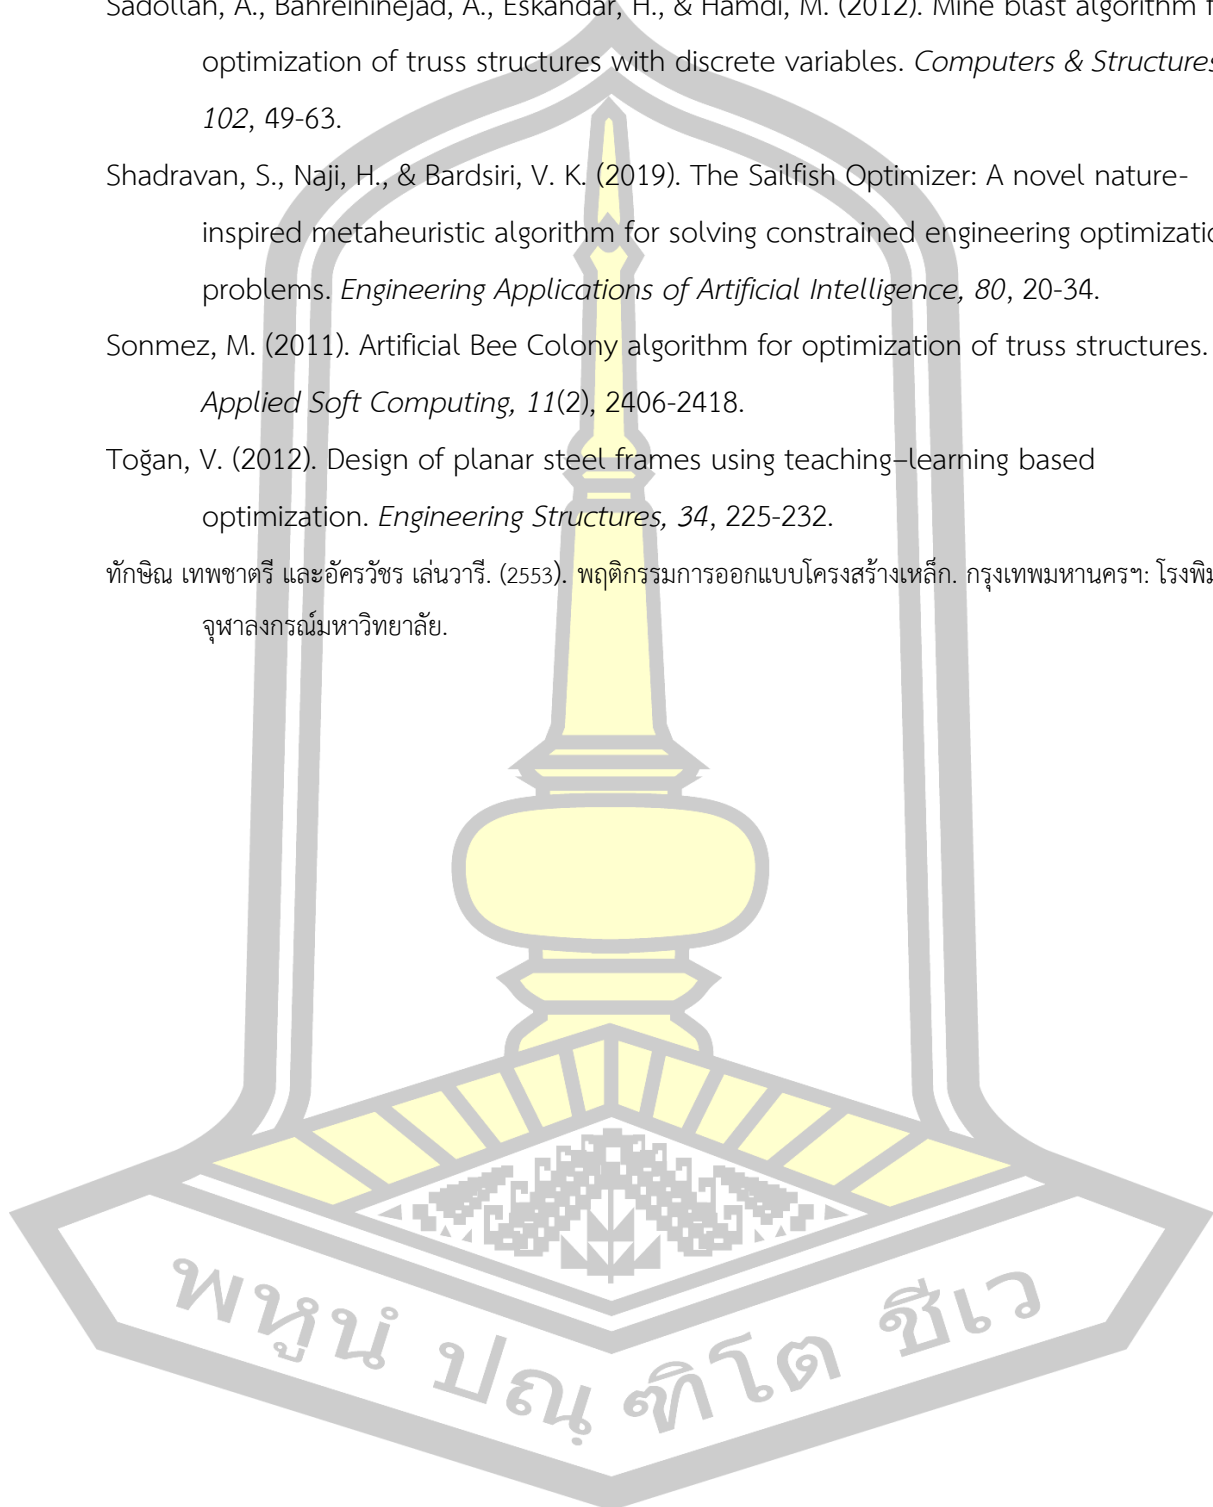 Sadollah, A., Bahreininejad, A., Eskandar, H., & Hamdi, M. (2012). Mine blast algorithm f
optimization of truss structures with discrete variables. Computers & Structures
102, 49-63.
Shadravan, S., Naji, H., & Bardsiri, V. K. (2019). The Sailfish Optimizer: A novel nature-
inspired metaheuristic algorithm for solving constrained engineering optimizatio
problems. Engineering Applications of Artificial Intelligence, 80, 20-34.
Sonmez, M. (2011). Artificial Bee Colony algorithm for optimization of truss structures.
Applied Soft Computing, 11(2), 2406-2418.
Toğan, V. (2012). Design of planar steel frames using teaching–learning based
optimization. Engineering Structures, 34, 225-232.
ทักษิณ เทพชาตรี และอัครวัชร เล่นวารี. (2553). พฤติกรรมการออกแบบโครงสร้างเหล็ก. กรุงเทพมหานครฯ: โรงพิม
จุฬาลงกรณ์มหาวิทยาลัย.
พหูนํ ปณฺฑิโต ชีเว